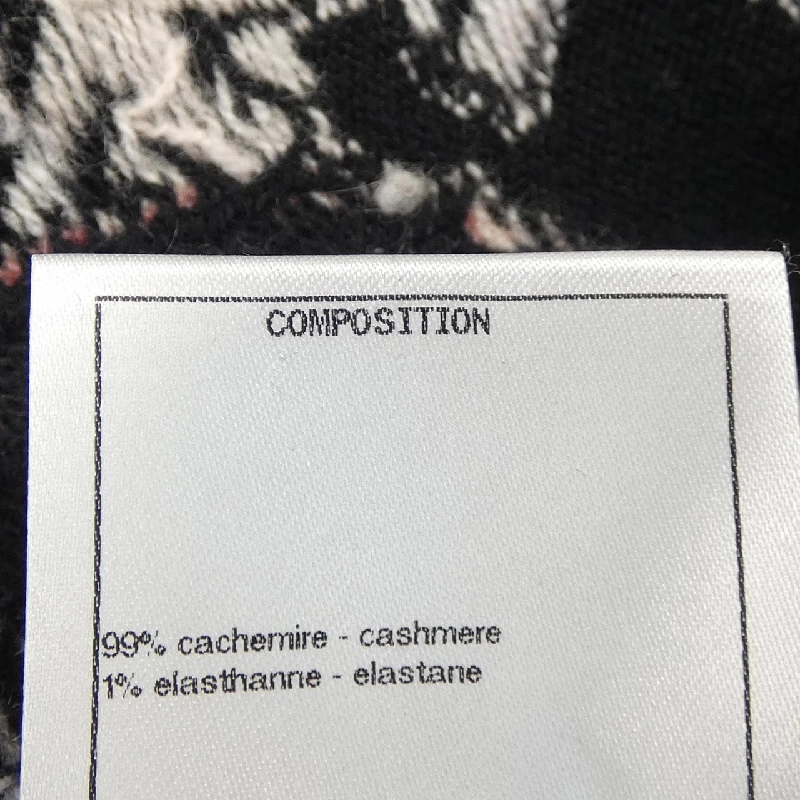 COMPOSITION
99% cachemire - cashmere
1% elasthanne - elastane